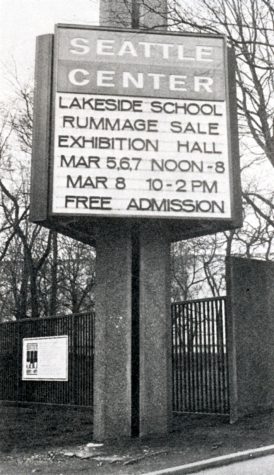 SEATTLE
CENTER
LAKESIDE SCHOOL
RUMMAGE SALE
EXHIBITION HALL
MAR 5,6,7 NOON-8
MAR 8 10-2 PM
FREE ADMISSION